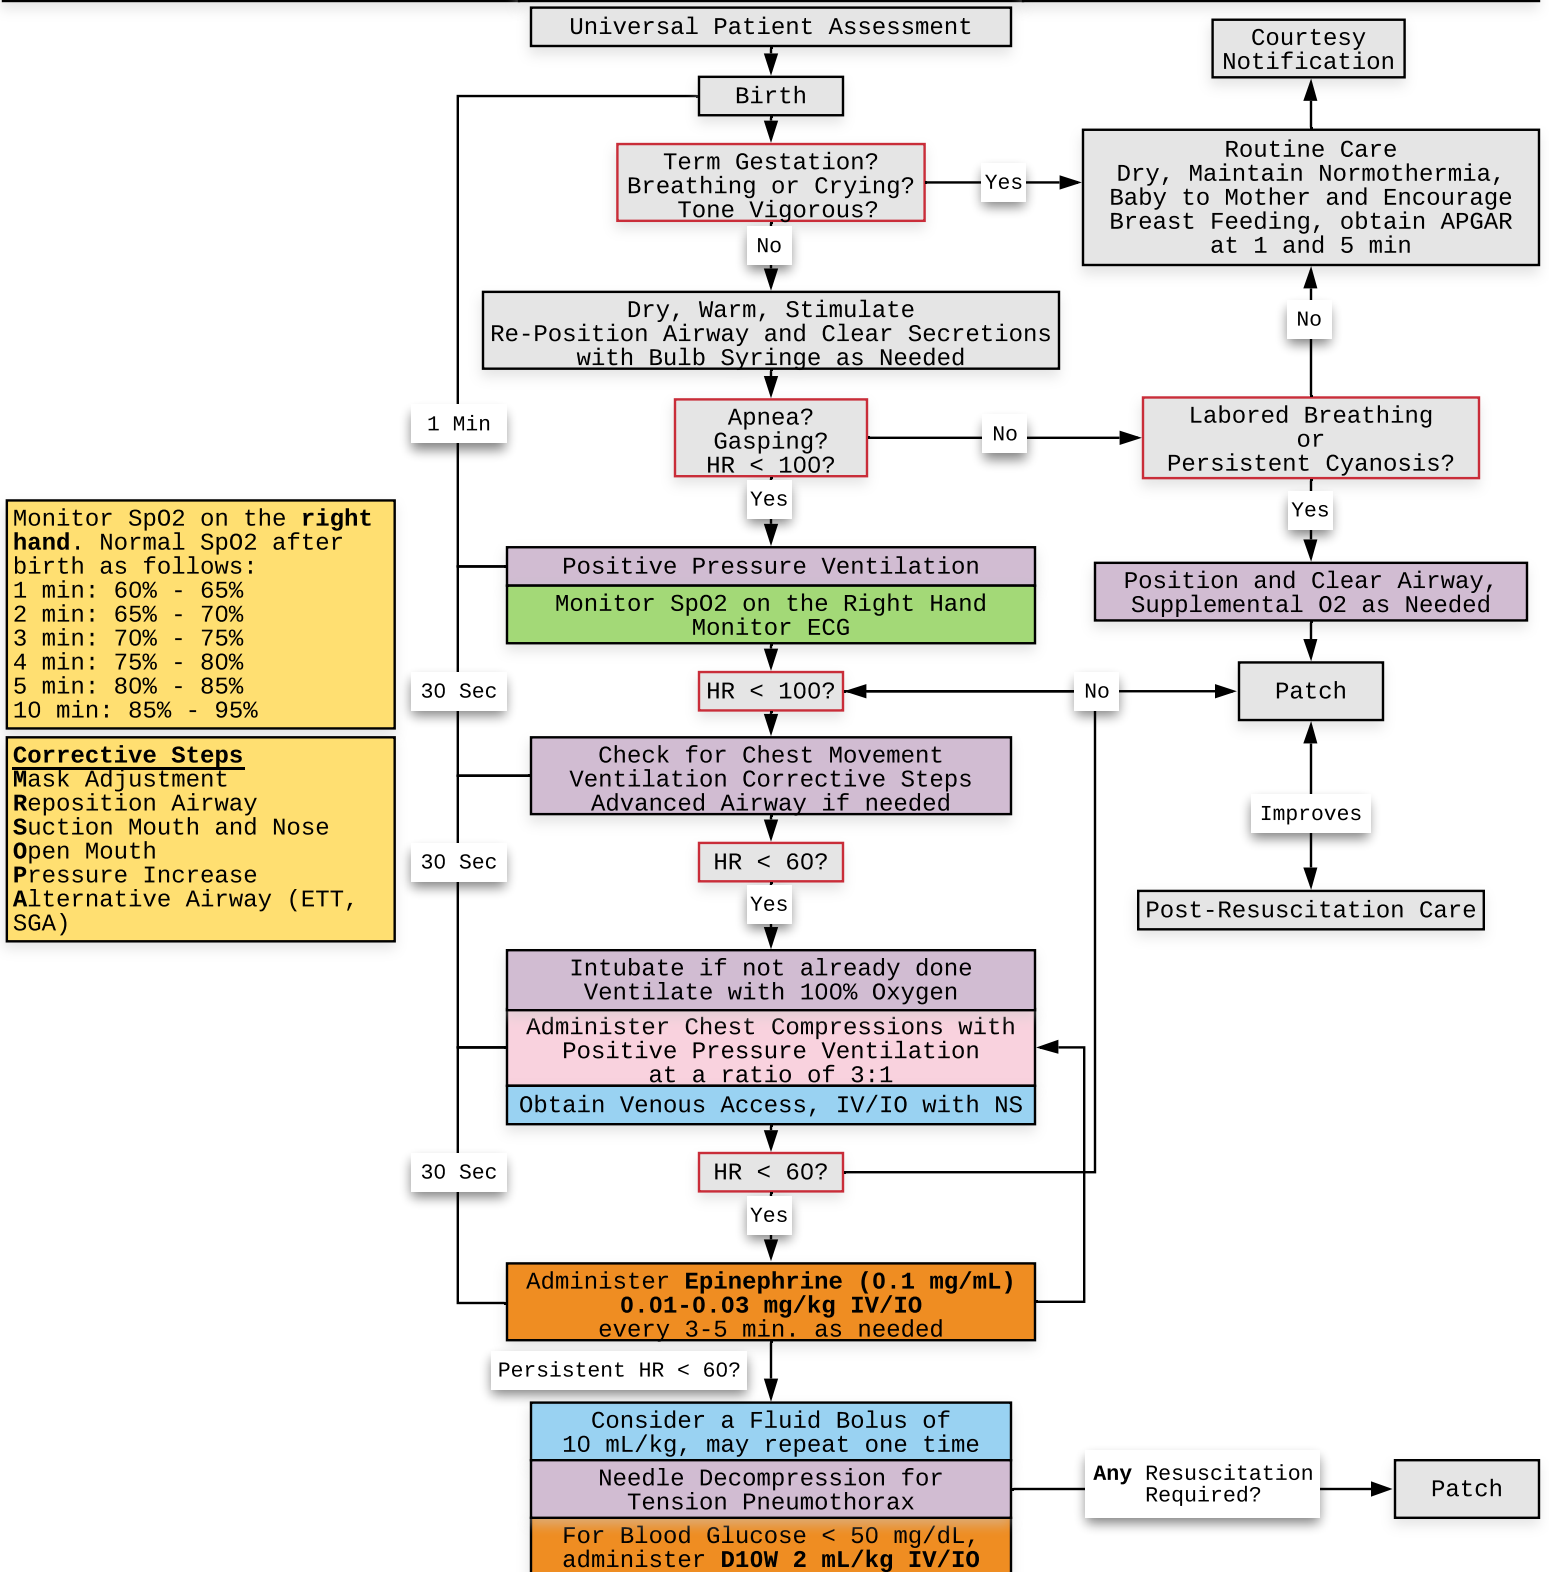 Universal Patient Assessment
Courtesy
Notification
Birth
Term Gestation?
Breathing or Crying?
Tone Vigorous?
Yes
Routine Care
Dry, Maintain Normothermia,
Baby to Mother and Encourage
Breast Feeding, obtain APGAR
at 1 and 5 min
No
Dry, Warm, Stimulate
Re-Position Airway and Clear Secretions
with Bulb Syringe as Needed
No
1 Min
Apnea?
Gasping?
HR < 100?
No
Labored Breathing
or
Persistent Cyanosis?
Yes
Yes
Monitor SpO2 on the right
hand. Normal SpO2 after
birth as follows:
1 min: 60% - 65%
2 min: 65% - 70%
3 min: 70% - 75%
4 min: 75% - 80%
5 min: 80% - 85%
10 min: 85% - 95%
Positive Pressure Ventilation
Monitor SpO2 on the Right Hand
Monitor ECG
Position and Clear Airway,
Supplemental O2 as Needed
30 Sec
HR < 100?
No
Patch
Corrective Steps
Mask Adjustment
Reposition Airway
Suction Mouth and Nose
Open Mouth
Pressure Increase
Alternative Airway (ETT,
SGA)
Check for Chest Movement
Ventilation Corrective Steps
Advanced Airway if needed
Improves
30 Sec
HR < 60?
Yes
Post-Resuscitation Care
Intubate if not already done
Ventilate with 100% Oxygen
Administer Chest Compressions with
Positive Pressure Ventilation
at a ratio of 3:1
Obtain Venous Access, IV/IO with NS
30 Sec
HR < 60?
Yes
Administer Epinephrine (0.1 mg/mL)
0.01-0.03 mg/kg IV/IO
every 3-5 min. as needed
Persistent HR < 60?
Consider a Fluid Bolus of
10 mL/kg, may repeat one time
Needle Decompression for
Tension Pneumothorax
Any Resuscitation
Required?
Patch
For Blood Glucose < 50 mg/dL,
administer D10W 2 mL/kg IV/IO